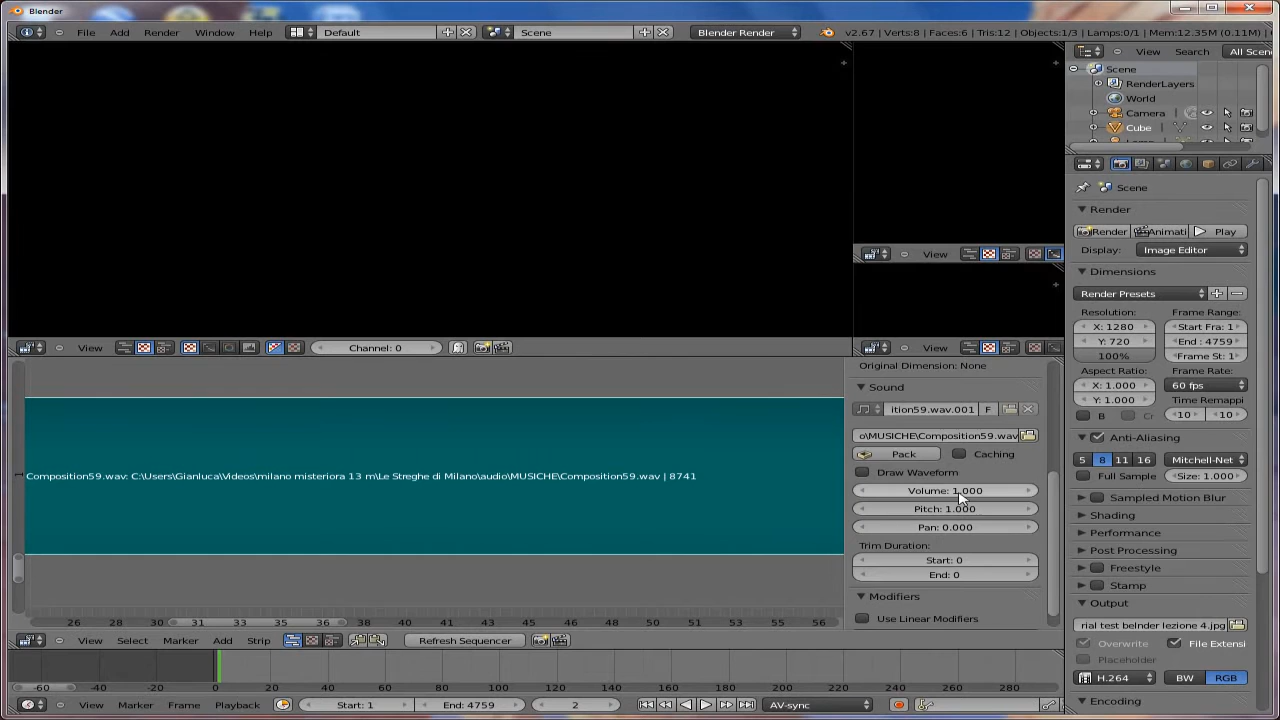 Blender
File Add Render Window Help Default Scene Blender Render v2.67 | Verts:8 | Faces:6 | Tris:12 | Objects:1/3 | Lamps:0/1 | Mem:12.35M (0.11M) |
View Search All Scen
Scene
RenderLayers
World
Camera
Cube
Scene
Render
Render Animati Play
Display: Image Editor
Dimensions
Render Presets
Resolution: Frame Range:
X: 1280 Start Fra: 1
Y: 720 End : 4759
100% Frame St: 1
Aspect Ratio: Frame Rate:
X: 1.000 60 fps
Y: 1.000 Time Remappi
B Cr 10 10
Anti-Aliasing
5 8 11 16 Mitchell-Net
Full Sample Size: 1.000
Sampled Motion Blur
Shading
Performance
Post Processing
Freestyle
Stamp
Output
rial test belnder lezione 4.jpg
Overwrite File Extensi
Placeholder
H.264 BW RGB
Encoding
View
View Channel: 0
View
Original Dimension: None
Sound
ition59.wav.001 F
o\MUSICHE\Composition59.wav
Pack Caching
Draw Waveform
Volume: 1.000
Pitch: 1.000
Pan: 0.000
Trim Duration:
Start: 0
End: 0
Modifiers
Use Linear Modifiers
1
Composition59.wav: C:\Users\Gianluca\Videos\milano misteriora 13 m\Le Streghe di Milano\audio\MUSICHE\Composition59.wav | 8741
26 28 30 31 33 35 36 38 40 41 43 45 46 48 50 51 53 55 56
View Select Marker Add Strip Refresh Sequencer
-60 -40 -20 0 20 40 60 80 100 120 140 160 180 200 220 240 260 280
View Marker Frame Playback Start: 1 End: 4759 2 AV-sync